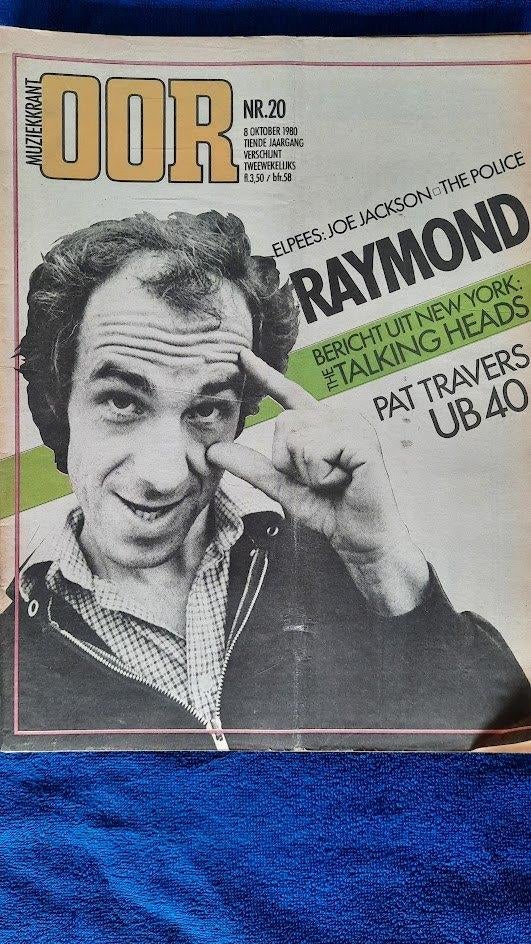 MUZIEKKRANT
OOR
NR.20
8 OKTOBER 1980
TIENDE JAARGANG
VERSCHIJNT
TWEEWEKELIJKS
fl.3,50 / bfr.58
ELPEES: JOE JACKSON □ THE POLICE
RAYMOND
BERICHT UIT NEW YORK:
THE TALKING HEADS
PAT TRAVERS
UB 40